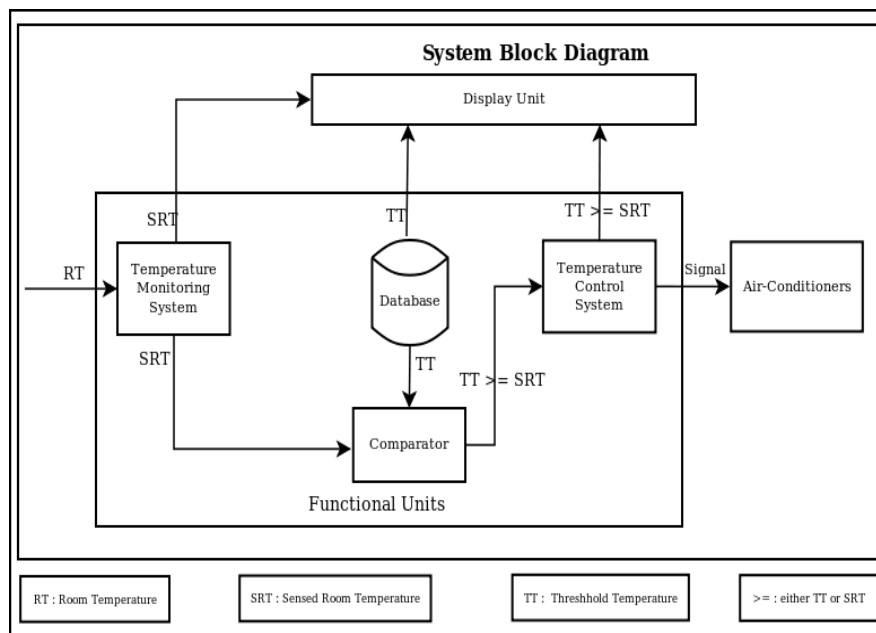 System Block Diagram
Display Unit
SRT
TT
TT >= SRT
RT
Temperature
Monitoring
System
Database
Temperature
Control
System
Signal
Air-Conditioners
SRT
TT
TT >= SRT
Comparator
Functional Units
RT : Room Temperature
SRT : Sensed Room Temperature
TT : Threshhold Temperature
>= : either TT or SRT